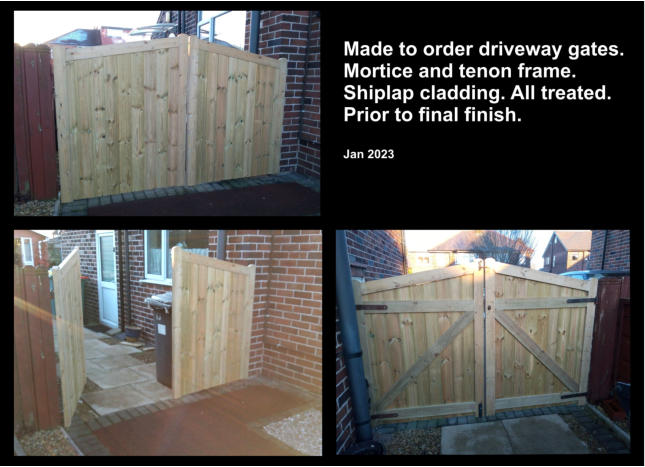 Made to order driveway gates.
Mortice and tenon frame.
Shiplap cladding. All treated.
Prior to final finish.
Jan 2023